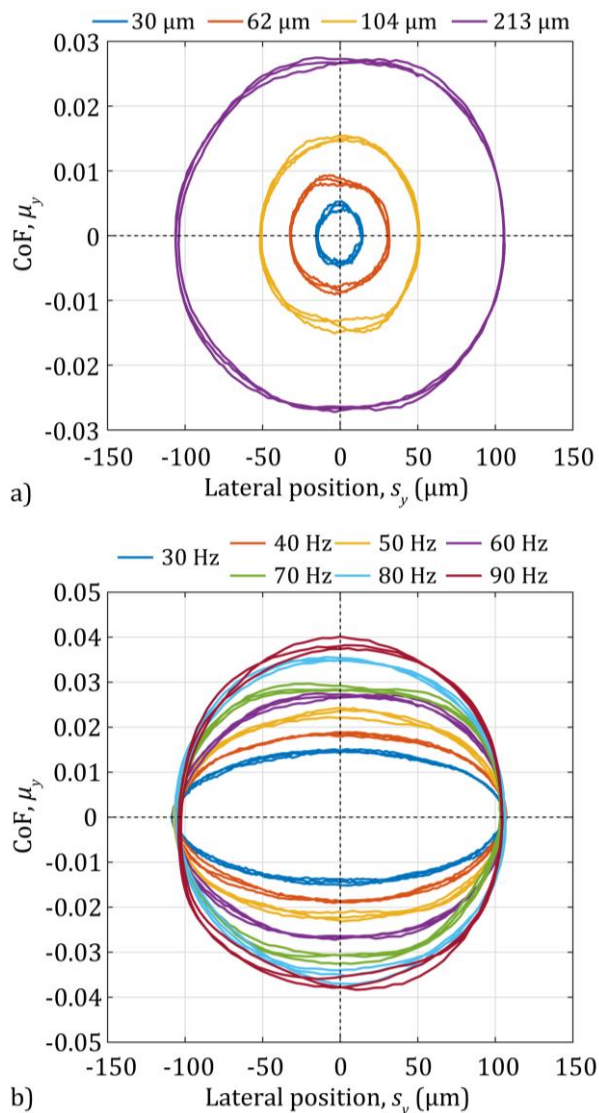 30 μm 62 μm 104 μm 213 μm
0.03
0.02
0.01
0
-0.01
-0.02
-0.03
CoF, μy
-150 -100 -50 0 50 100 150
a) Lateral position, sy (μm)
40 Hz 50 Hz 60 Hz
30 Hz
70 Hz 80 Hz 90 Hz
0.05
0.04
0.03
0.02
0.01
0
-0.01
-0.02
-0.03
-0.04
0.05
CoF, μy
-150 -100 -50 0 50 100 150
b) Lateral position, sy (μm)